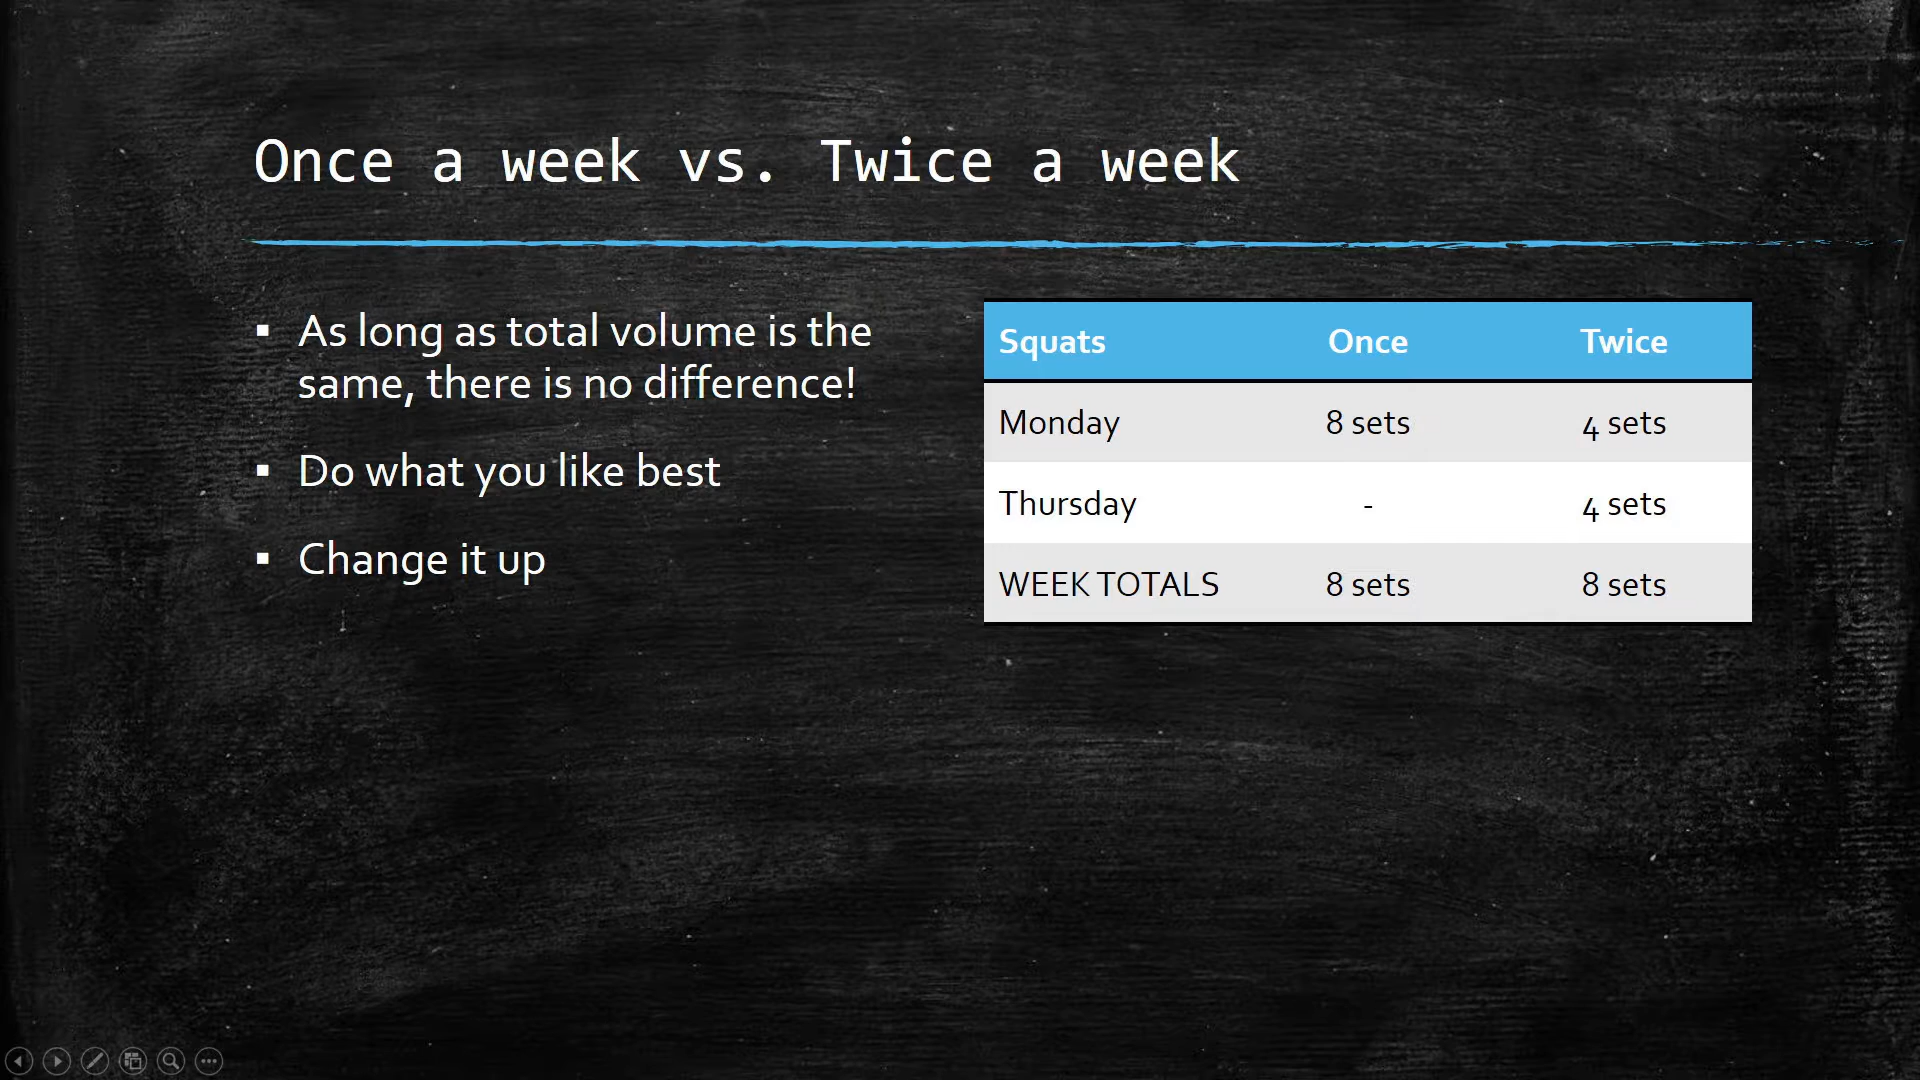 Once a week vs. Twice a week
▪ As long as total volume is the
same, there is no difference!
▪ Do what you like best
▪ Change it up
Squats Once Twice
Monday 8 sets 4 sets
Thursday - 4 sets
WEEK TOTALS 8 sets 8 sets